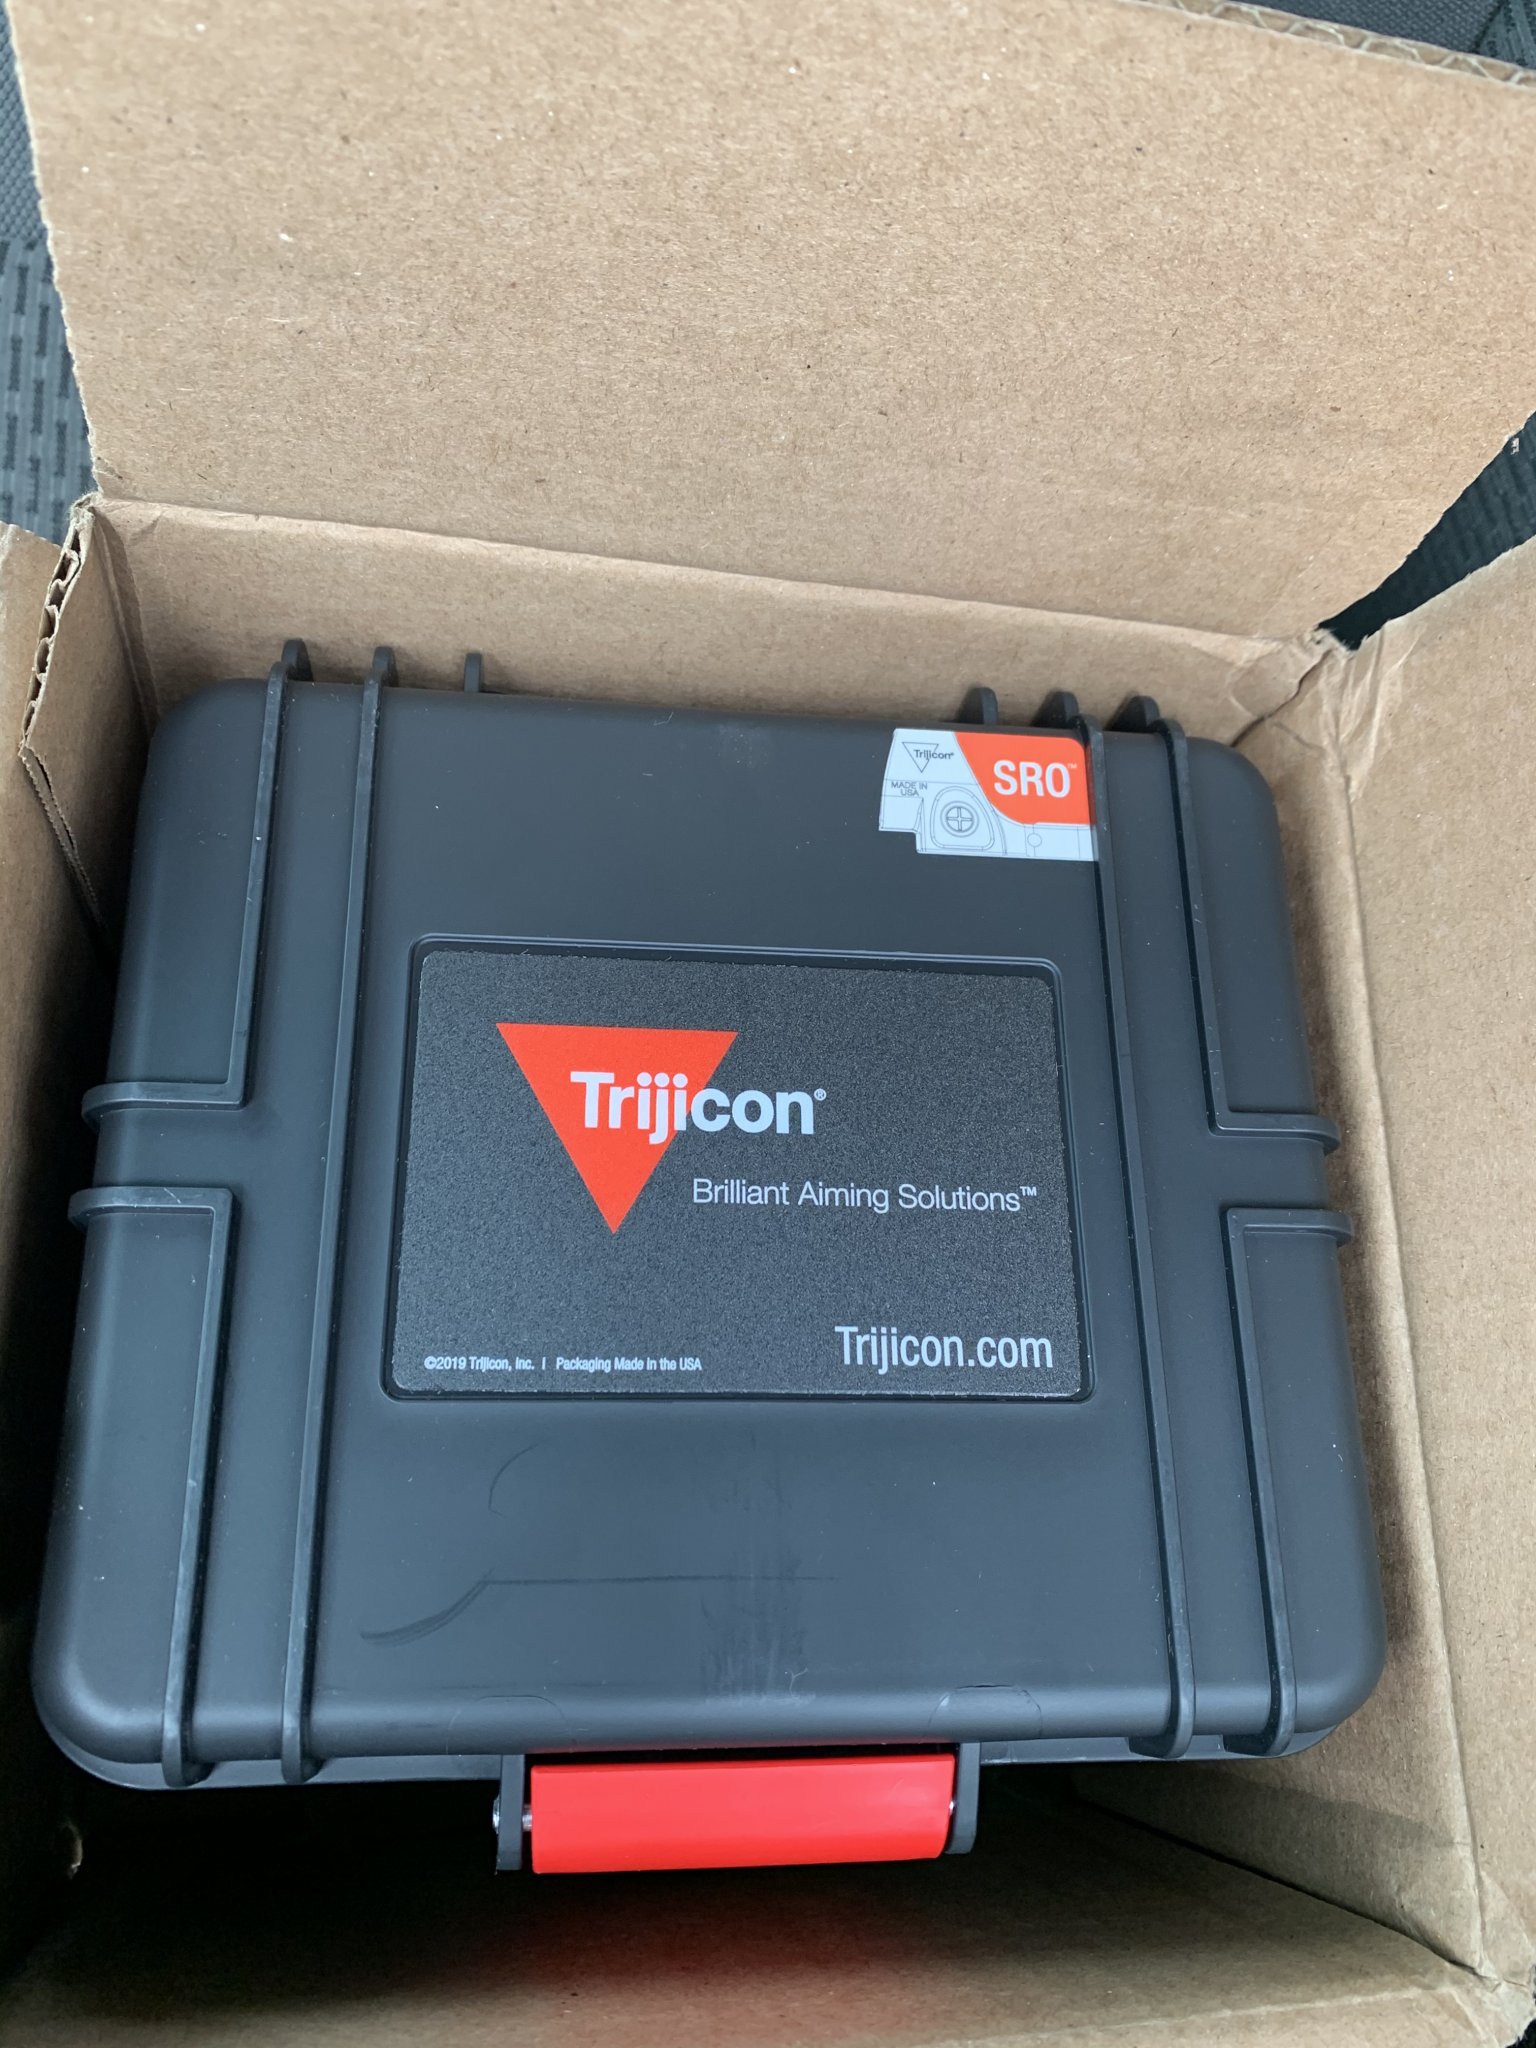 Trijicon®
SRO™
MADE IN
USA
Trijicon®
Brilliant Aiming Solutions™
Trijicon.com
©2019 Trijicon, Inc. | Packaging Made in the USA